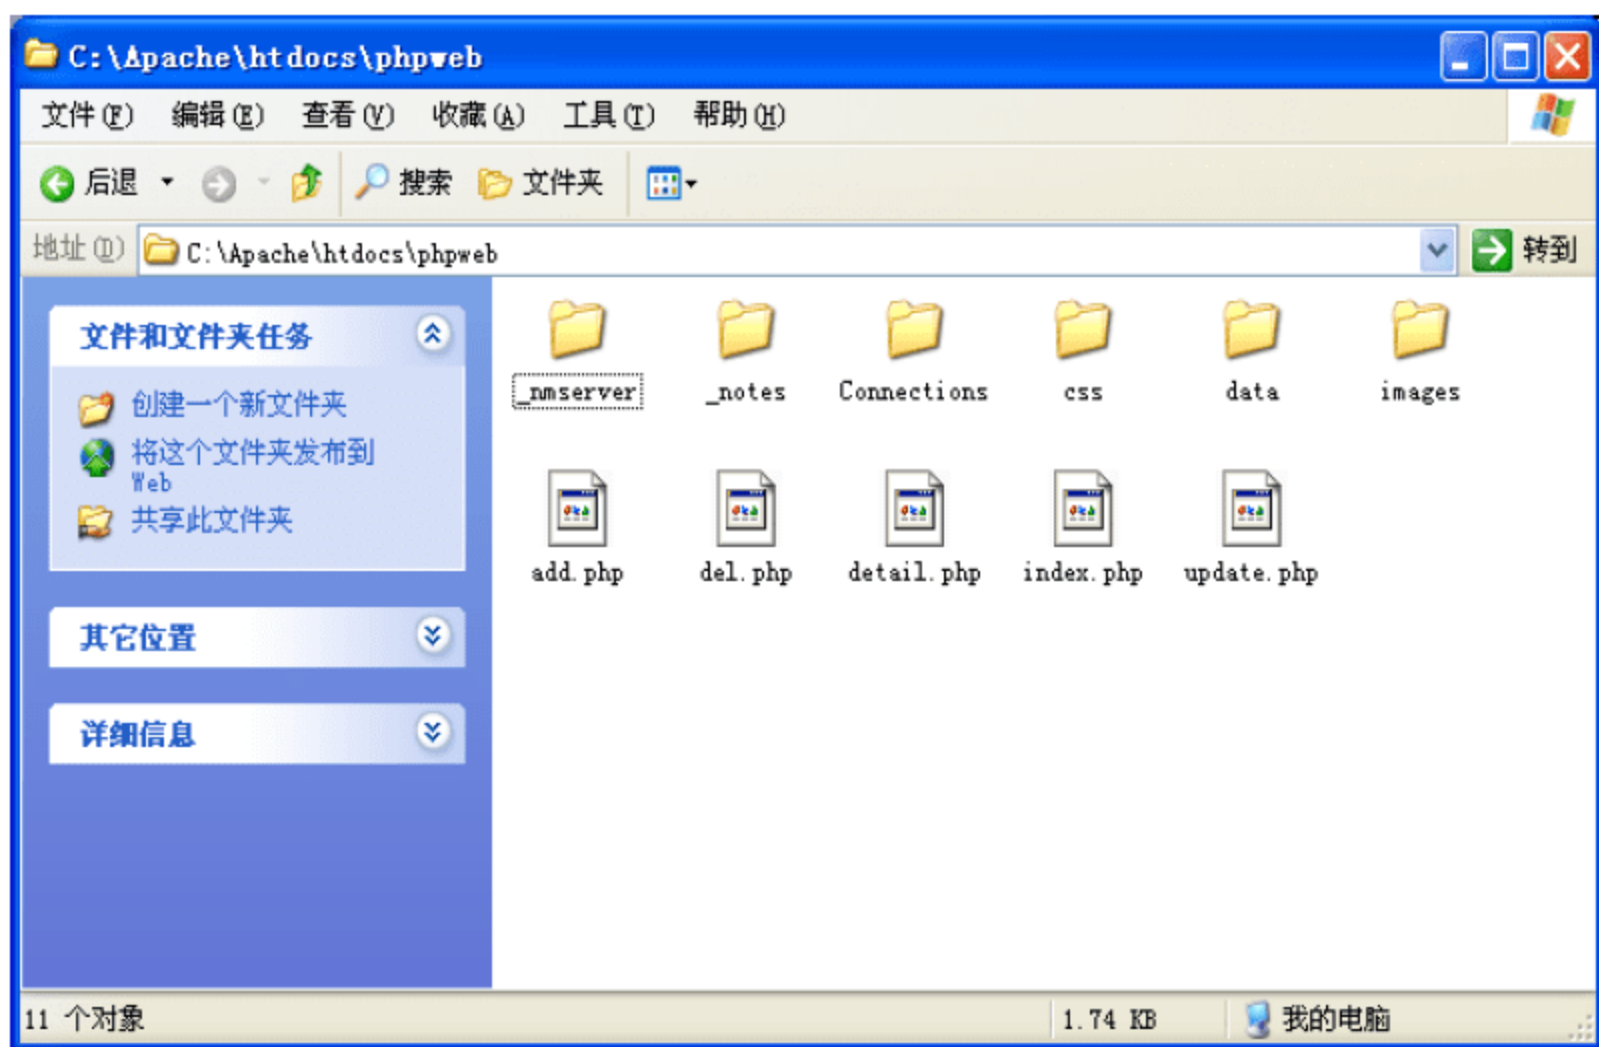 C:\Apache\htdocs\phpweb
文件(F) 编辑(E) 查看(V) 收藏(A) 工具(T) 帮助(H)
后退 搜索 文件夹
地址(D) C:\Apache\htdocs\phpweb 转到
文件和文件夹任务
创建一个新文件夹
将这个文件夹发布到
Web
共享此文件夹
其它位置
详细信息
_mmserver _notes Connections css data images
add.php del.php detail.php index.php update.php
11 个对象 1.74 KB 我的电脑